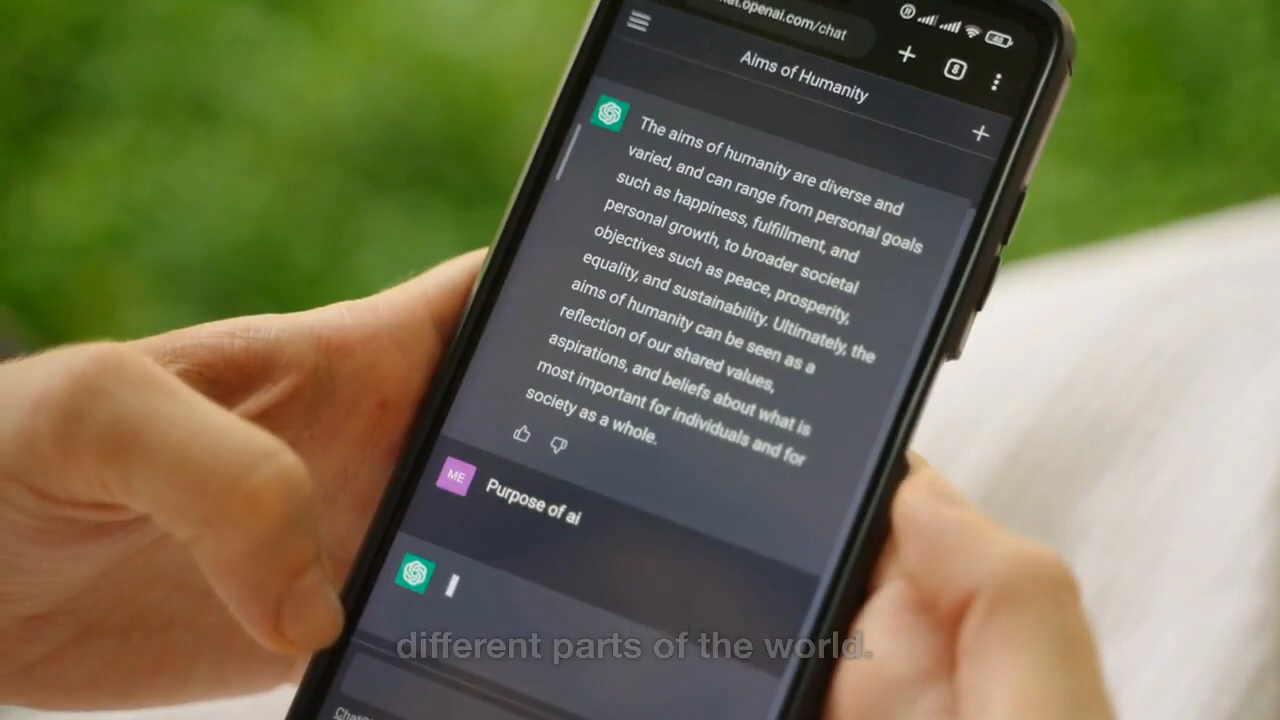 at.openai.com/chat
8
Aims of Humanity
The aims of humanity are diverse and
varied, and can range from personal goals
such as happiness, fulfillment, and
personal growth, to broader societal
objectives such as peace, prosperity,
equality, and sustainability. Ultimately, the
aims of humanity can be seen as a
reflection of our shared values,
aspirations, and beliefs about what is
most important for individuals and for
society as a whole.
ME
Purpose of ai
different parts of the world.